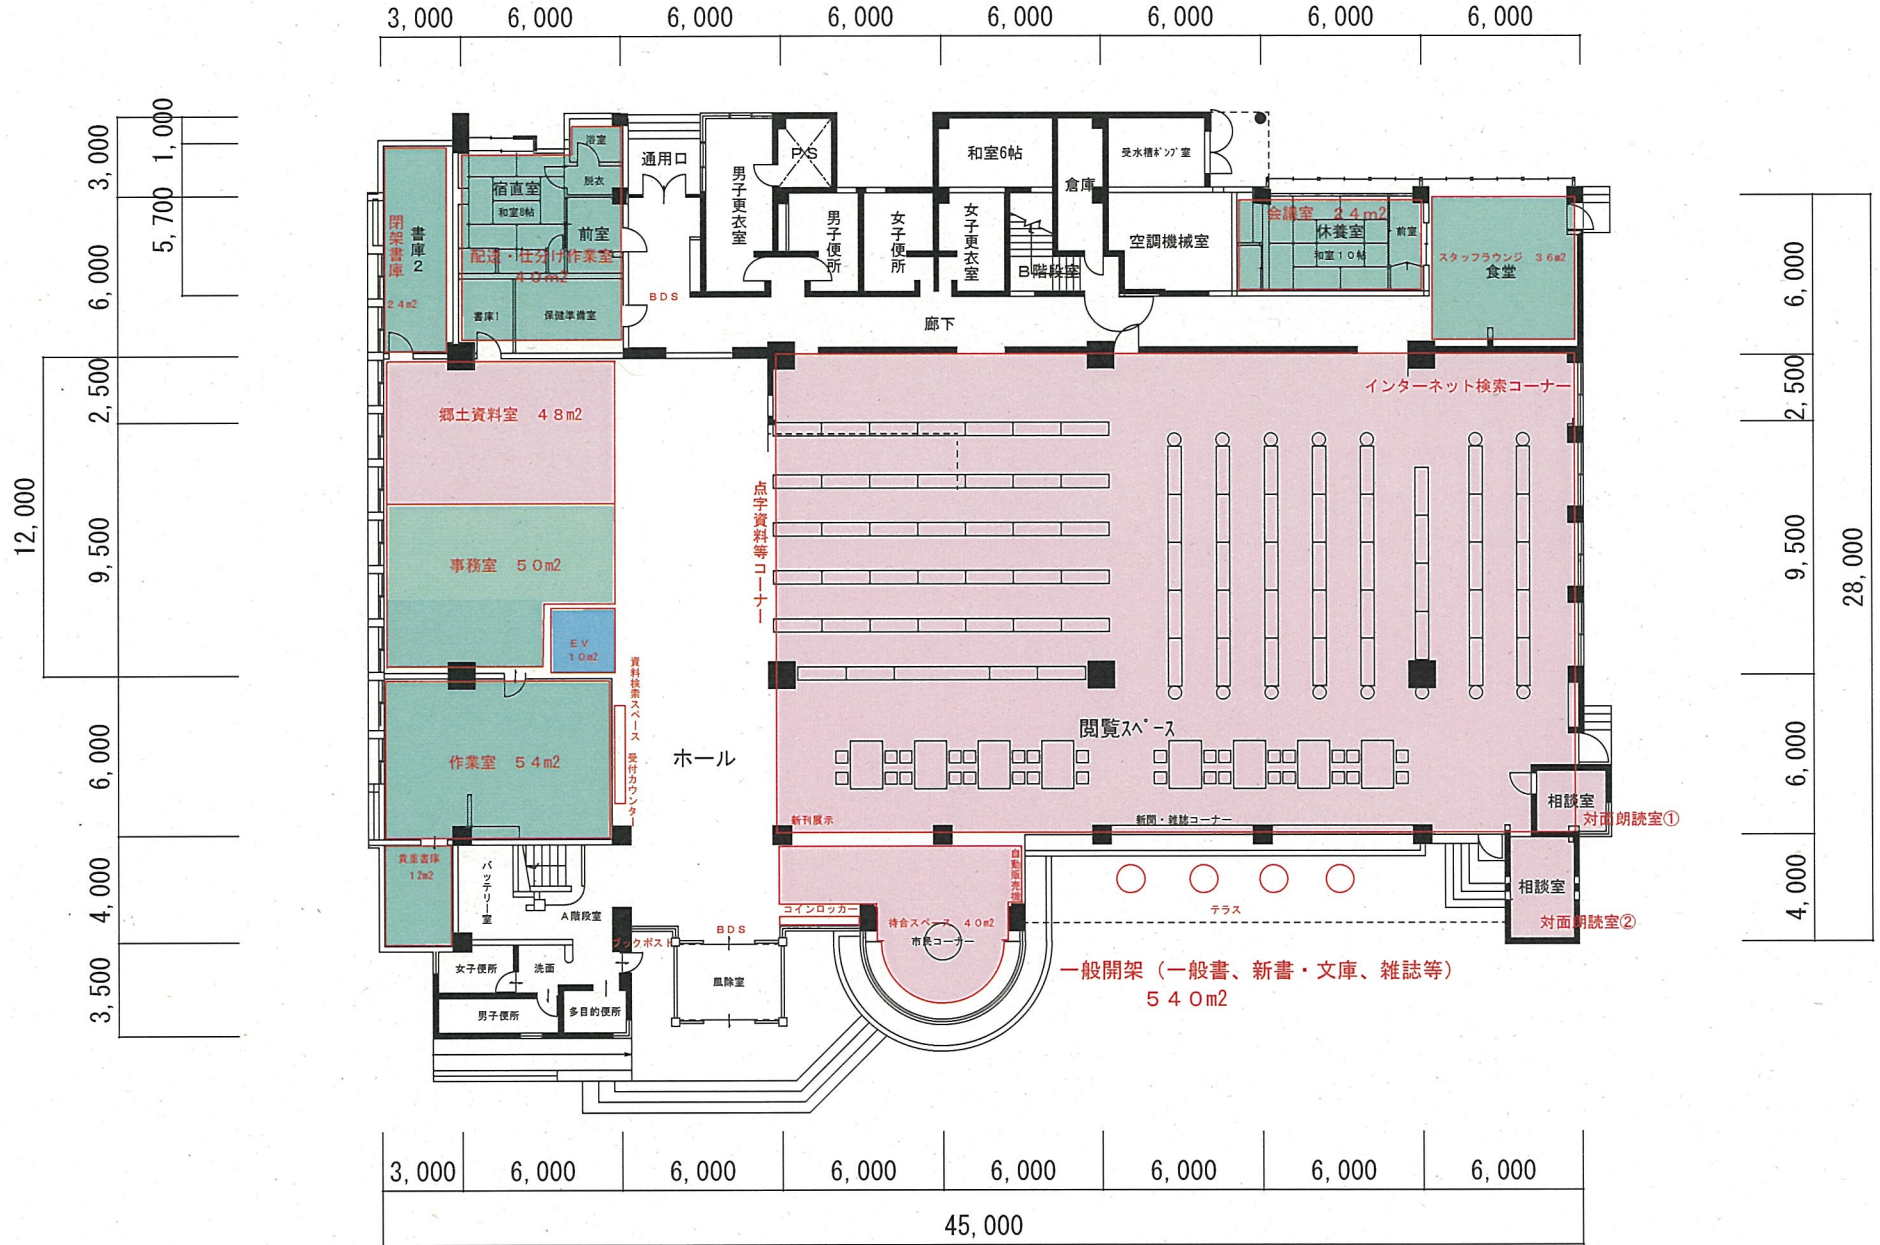 3,000 6,000 6,000 6,000 6,000 6,000 6,000 6,000
3,000
1,000
5,700
6,000
2,500
12,000
9,500
6,000
4,000
3,500
浴室
脱衣
宿直室
和室8帖
前室
配送・仕分け作業室
40m2
書庫1
保健準備室
閉架書庫
24m2
書庫2
通用口
BDS
男子更衣室
PS
男子便所
女子便所
女子更衣室
和室6帖
B階段室
倉庫
受水槽ポンプ室
空調機械室
会議室 24m2
休養室
和室10帖
前室
スタッフラウンジ 36m2
食堂
廊下
インターネット検索コーナー
郷土資料室 48m2
事務室 50m2
EV
10m2
作業室 54m2
資料検索スペース 受付カウンター
ホール
点字資料等コーナー
閲覧スペース
新刊展示
新聞・雑誌コーナー
相談室
対面朗読室①
相談室
対面朗読室②
貴重書庫
12m2
バッテリー室
A階段室
ブックポスト
BDS
風除室
コインロッカー
自動販売機
待合スペース 40m2
市民コーナー
テラス
一般開架(一般書、新書・文庫、雑誌等)
540m2
女子便所
洗面
男子便所
多目的便所
6,000
2,500
9,500
28,000
6,000
4,000
3,000 6,000 6,000 6,000 6,000 6,000 6,000 6,000
45,000